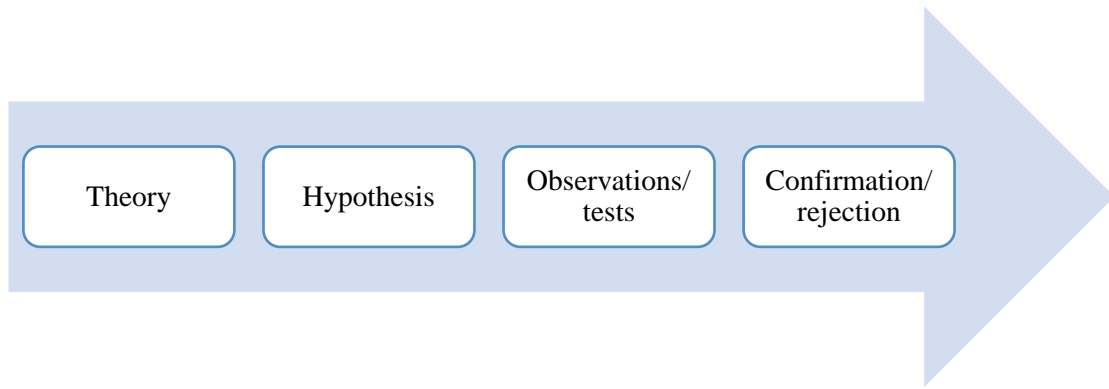 Theory
Hypothesis
Observations/
tests
Confirmation/
rejection